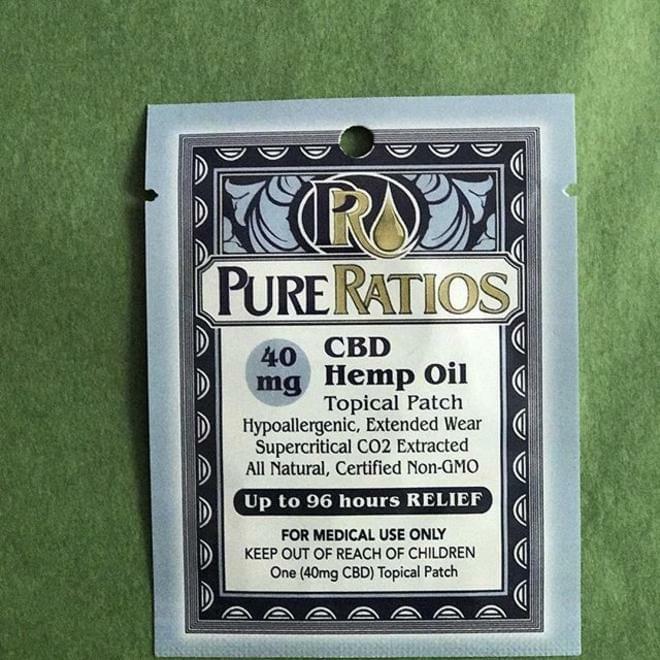 PR
PURE RATIOS
40 mg
CBD
Hemp Oil
Topical Patch
Hypoallergenic, Extended Wear
Supercritical CO2 Extracted
All Natural, Certified Non-GMO
Up to 96 hours RELIEF
FOR MEDICAL USE ONLY
KEEP OUT OF REACH OF CHILDREN
One (40mg CBD) Topical Patch